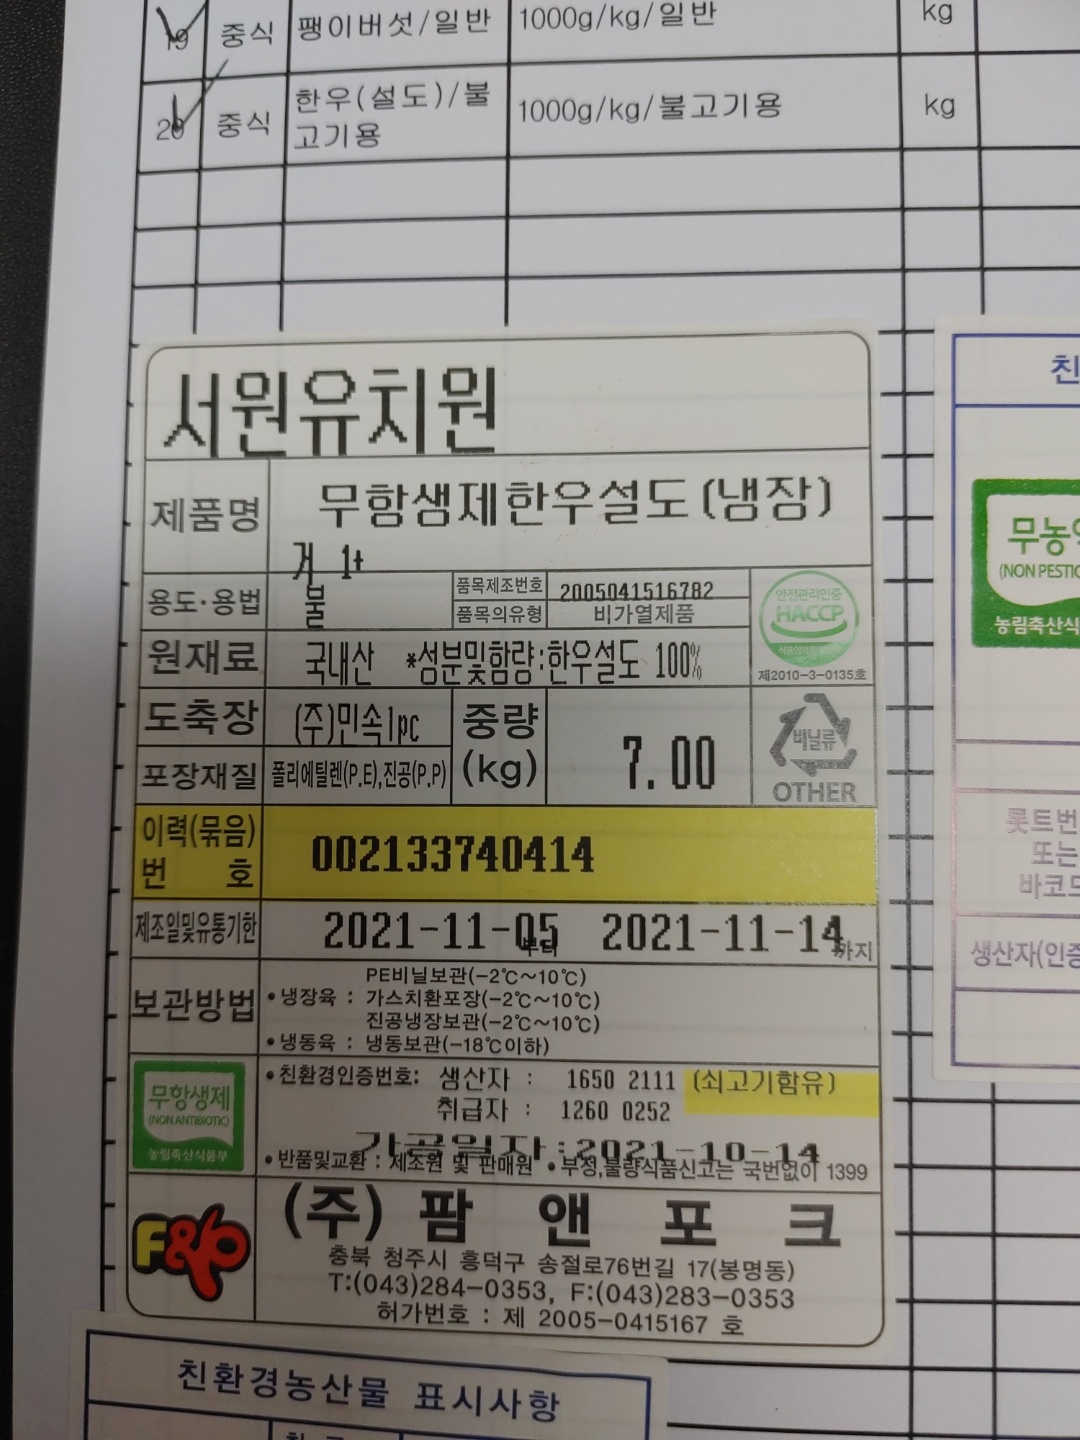 19 중식 팽이버섯/일반 1000g/kg/일반 kg
20 중식 한우(설도)/불고기용 1000g/kg/불고기용 kg
서원유치원
제품명 무항생제한우설도(냉장)
거 1+
용도·용법 불 품목제조번호 2005041516782
품목의유형 비가열제품
안전관리인증
HACCP
제2010-3-0135호
원재료 국내산 *성분및함량:한우설도 100%
도축장 (주)민속lpc 중량(kg) 7.00
포장재질 폴리에틸렌(P.E),진공(P.P)
비닐류
OTHER
이력(묶음)번 호 002133740414
제조일및유통기한 2021-11-05 부터 2021-11-14 까지
보관방법
PE비닐보관(-2℃~10℃)
•냉장육 : 가스치환포장(-2℃~10℃)
진공냉장보관(-2℃~10℃)
•냉동육 : 냉동보관(-18℃이하)
무항생제
(NON ANTIBIOTIC)
농림축산식품부
•친환경인증번호: 생산자 : 1650 2111 (쇠고기함유)
취급자 : 1260 0252
가공일자:2021-10-14
•반품및교환 : 제조원 및 판매원 •부정,불량식품신고는 국번없이 1399
F&P
(주) 팜 앤 포 크
충북 청주시 흥덕구 송절로76번길 17(봉명동)
T:(043)284-0353, F:(043)283-0353
허가번호 : 제 2005-0415167 호
친환경농산물 표시사항
친
무농약
(NON PESTIC
농림축산식
롯트번
또는
바코드
생산자(인증